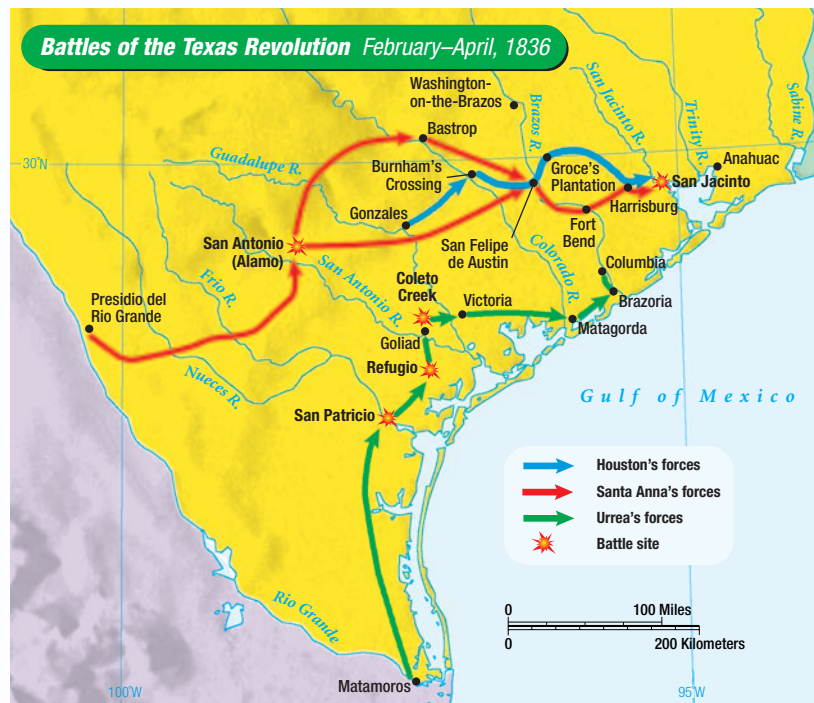 Battles of the Texas Revolution February–April, 1836
Washington-
on-the-Brazos
Brazos R.
San Jacinto R.
Trinity R.
Sabine R.
Bastrop
30°N
Guadalupe R.
Burnham's
Crossing
Groce's
Plantation
Anahuac
San Jacinto
Harrisburg
Gonzales
Fort
Bend
San Antonio
(Alamo)
San Felipe
de Austin
Colorado R.
San Antonio R.
Frio R.
Columbia
Coleto
Creek
Victoria
Brazoria
Presidio del
Rio Grande
Matagorda
Goliad
Refugio
Nueces R.
Gulf of Mexico
San Patricio
Houston's forces
Santa Anna's forces
Urrea's forces
Battle site
Rio Grande
0 100 Miles
0 200 Kilometers
Matamoros
100°W
95°W